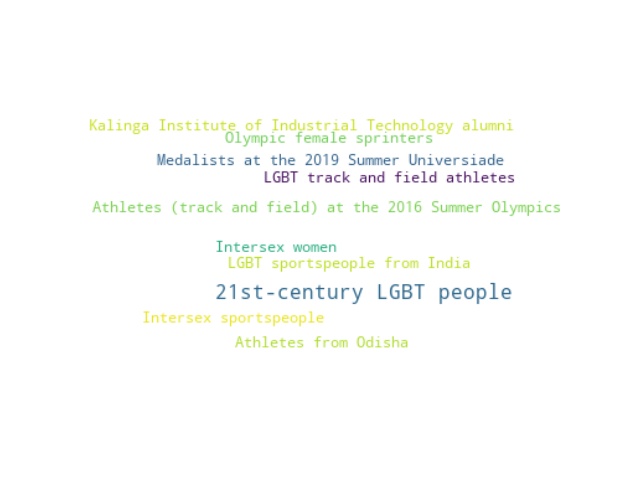 Kalinga Institute of Industrial Technology alumni
Olympic female sprinters
Medalists at the 2019 Summer Universiade
LGBT track and field athletes
Athletes (track and field) at the 2016 Summer Olympics
Intersex women
LGBT sportspeople from India
21st-century LGBT people
Intersex sportspeople
Athletes from Odisha